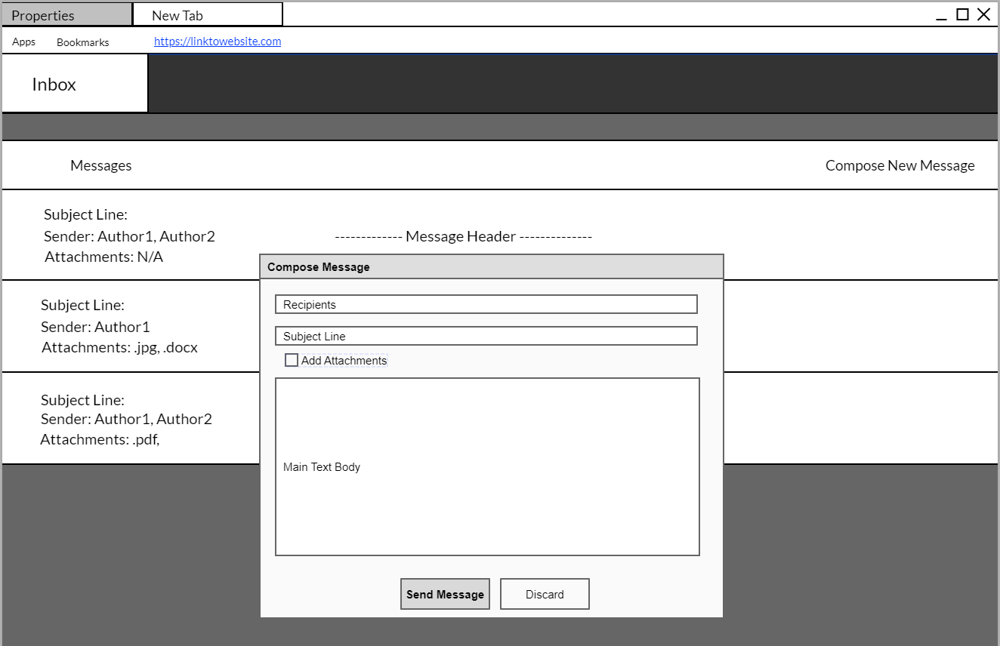 Properties
New Tab
Apps
Bookmarks
https://linktowebsite.com
Inbox
Messages
Compose New Message
Subject Line:
Sender: Author1, Author2
------------- Message Header --------------
Attachments: N/A
Subject Line:
Sender: Author1
Attachments: .jpg, .docx
Subject Line:
Sender: Author1, Author2
Attachments: .pdf,
Compose Message
Recipients
Subject Line
Add Attachments
Main Text Body
Send Message
Discard